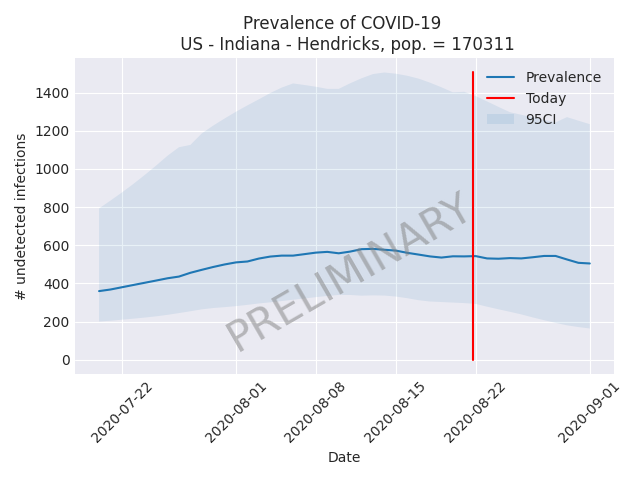 Prevalence of COVID-19
US - Indiana - Hendricks, pop. = 170311
Prevalence
Today
95CI
# undetected infections
1400
1200
1000
800
600
400
200
0
PRELIMINARY
2020-07-22
2020-08-01
2020-08-08
2020-08-15
2020-08-22
2020-09-01
Date